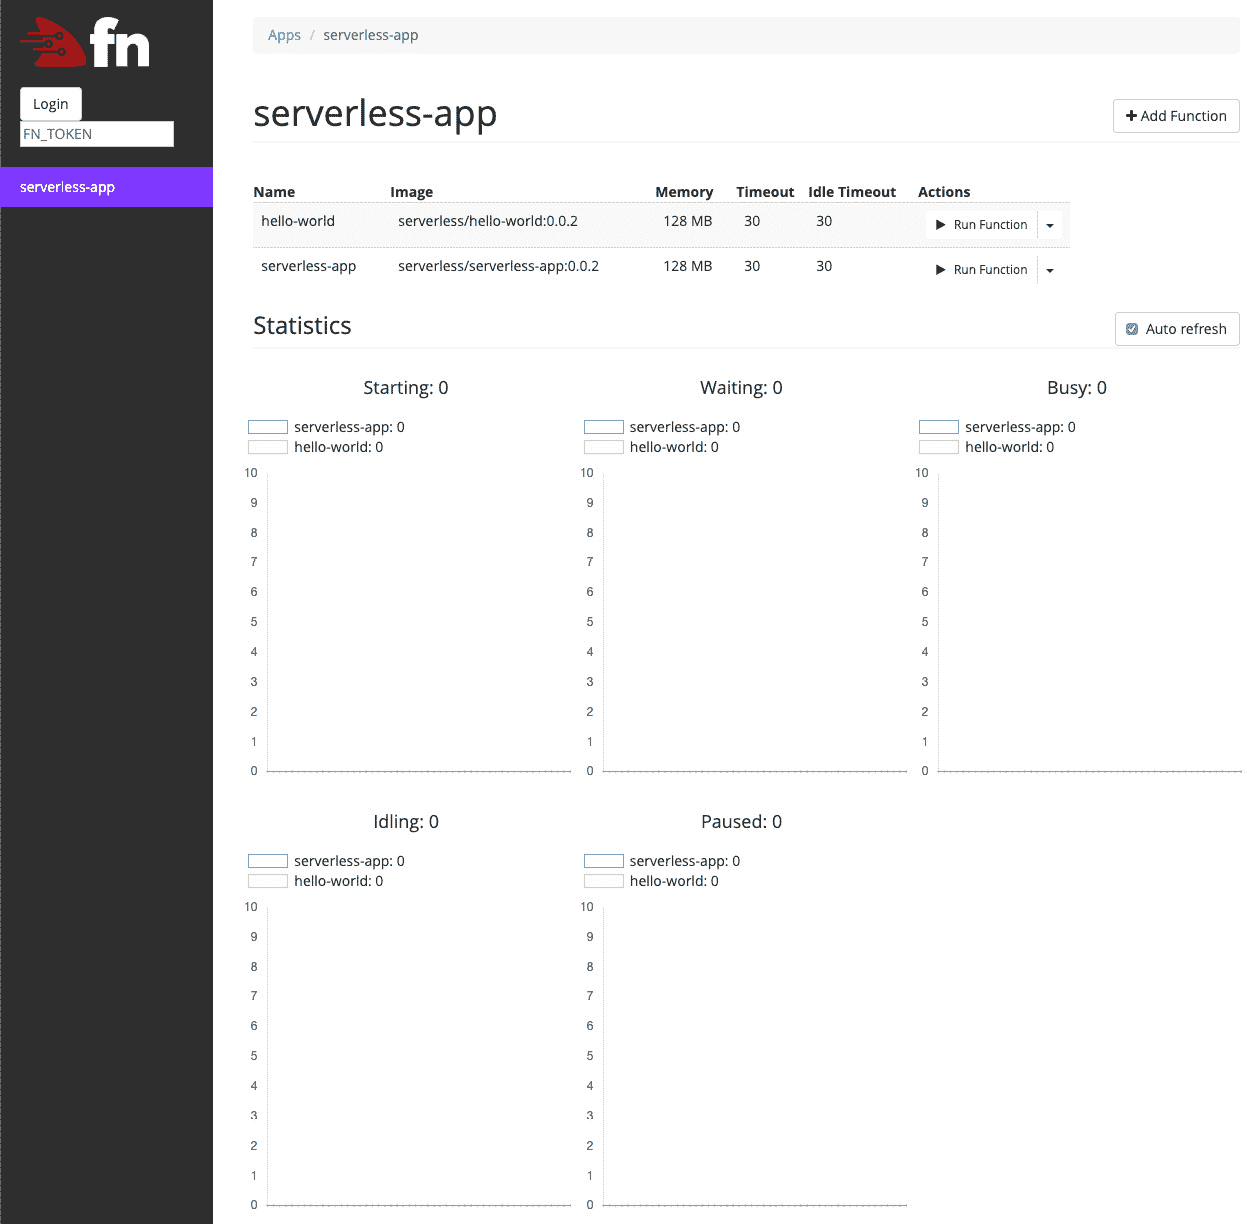 fn
Login
FN_TOKEN
serverless-app
Apps / serverless-app
serverless-app
Add Function
Name Image Memory Timeout Idle Timeout Actions
hello-world serverless/hello-world:0.0.2 128 MB 30 30 Run Function
serverless-app serverless/serverless-app:0.0.2 128 MB 30 30 Run Function
Statistics
Auto refresh
Starting: 0
serverless-app: 0
hello-world: 0
10
9
8
7
6
5
4
3
2
1
0
Waiting: 0
serverless-app: 0
hello-world: 0
10
9
8
7
6
5
4
3
2
1
0
Busy: 0
serverless-app: 0
hello-world: 0
10
9
8
7
6
5
4
3
2
1
0
Idling: 0
serverless-app: 0
hello-world: 0
10
9
8
7
6
5
4
3
2
1
0
Paused: 0
serverless-app: 0
hello-world: 0
10
9
8
7
6
5
4
3
2
1
0